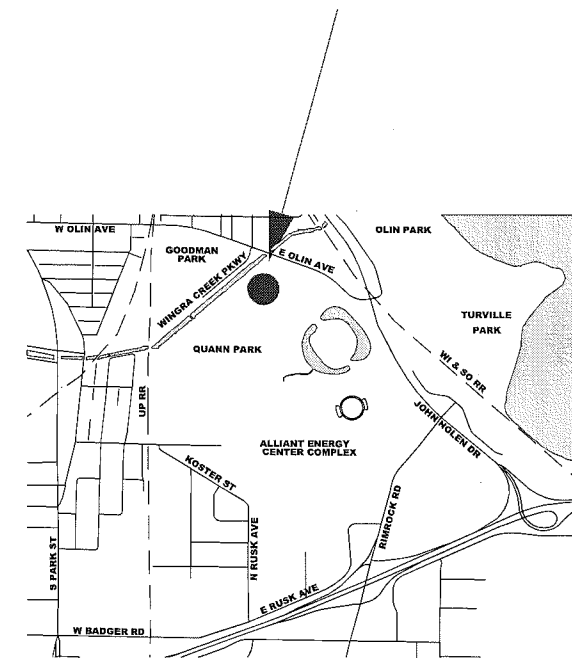 W OLIN AVE
OLIN PARK
GOODMAN
PARK
E OLIN AVE
WINGRA CREEK PKWY
TURVILLE
PARK
QUANN PARK
WI & SO RR
UP RR
JOHN NOLEN DR
ALLIANT ENERGY
CENTER COMPLEX
KOSTER ST
RIMROCK RD
N RUSK AVE
S PARK ST
E RUSK AVE
W BADGER RD